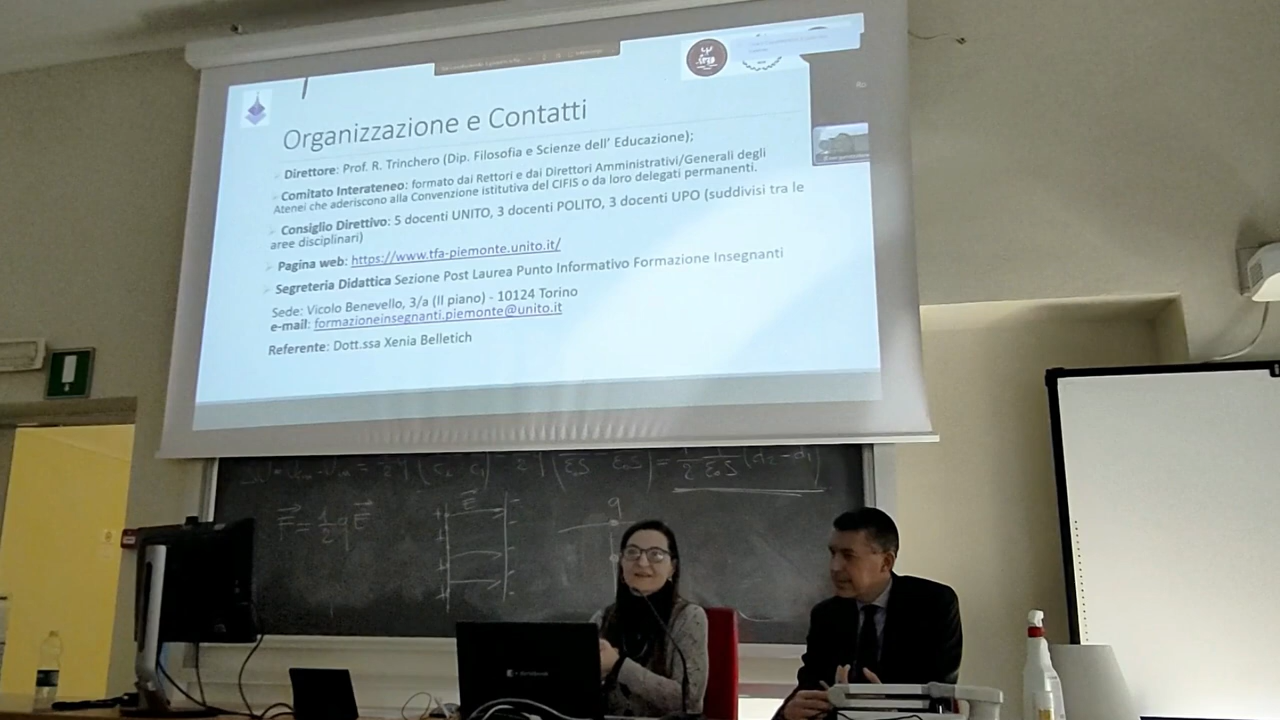 Organizzazione e Contatti
Direttore: Prof. R. Trinchero (Dip. Filosofia e Scienze dell' Educazione);
Comitato Interateneo: formato dai Rettori e dai Direttori Amministrativi/Generali degli
Atenei che aderiscono alla Convenzione istitutiva del CIFIS o da loro delegati permanenti.
Consiglio Direttivo: 5 docenti UNITO, 3 docenti POLITO, 3 docenti UPO (suddivisi tra le
aree disciplinari)
Pagina web: https://www.tfa-piemonte.unito.it/
Segreteria Didattica Sezione Post Laurea Punto Informativo Formazione Insegnanti
Sede: Vicolo Benevello, 3/a (II piano) - 10124 Torino
e-mail: formazioneinsegnanti.piemonte@unito.it
Referente: Dott.ssa Xenia Belletich
F = 1/2 q E
E
q